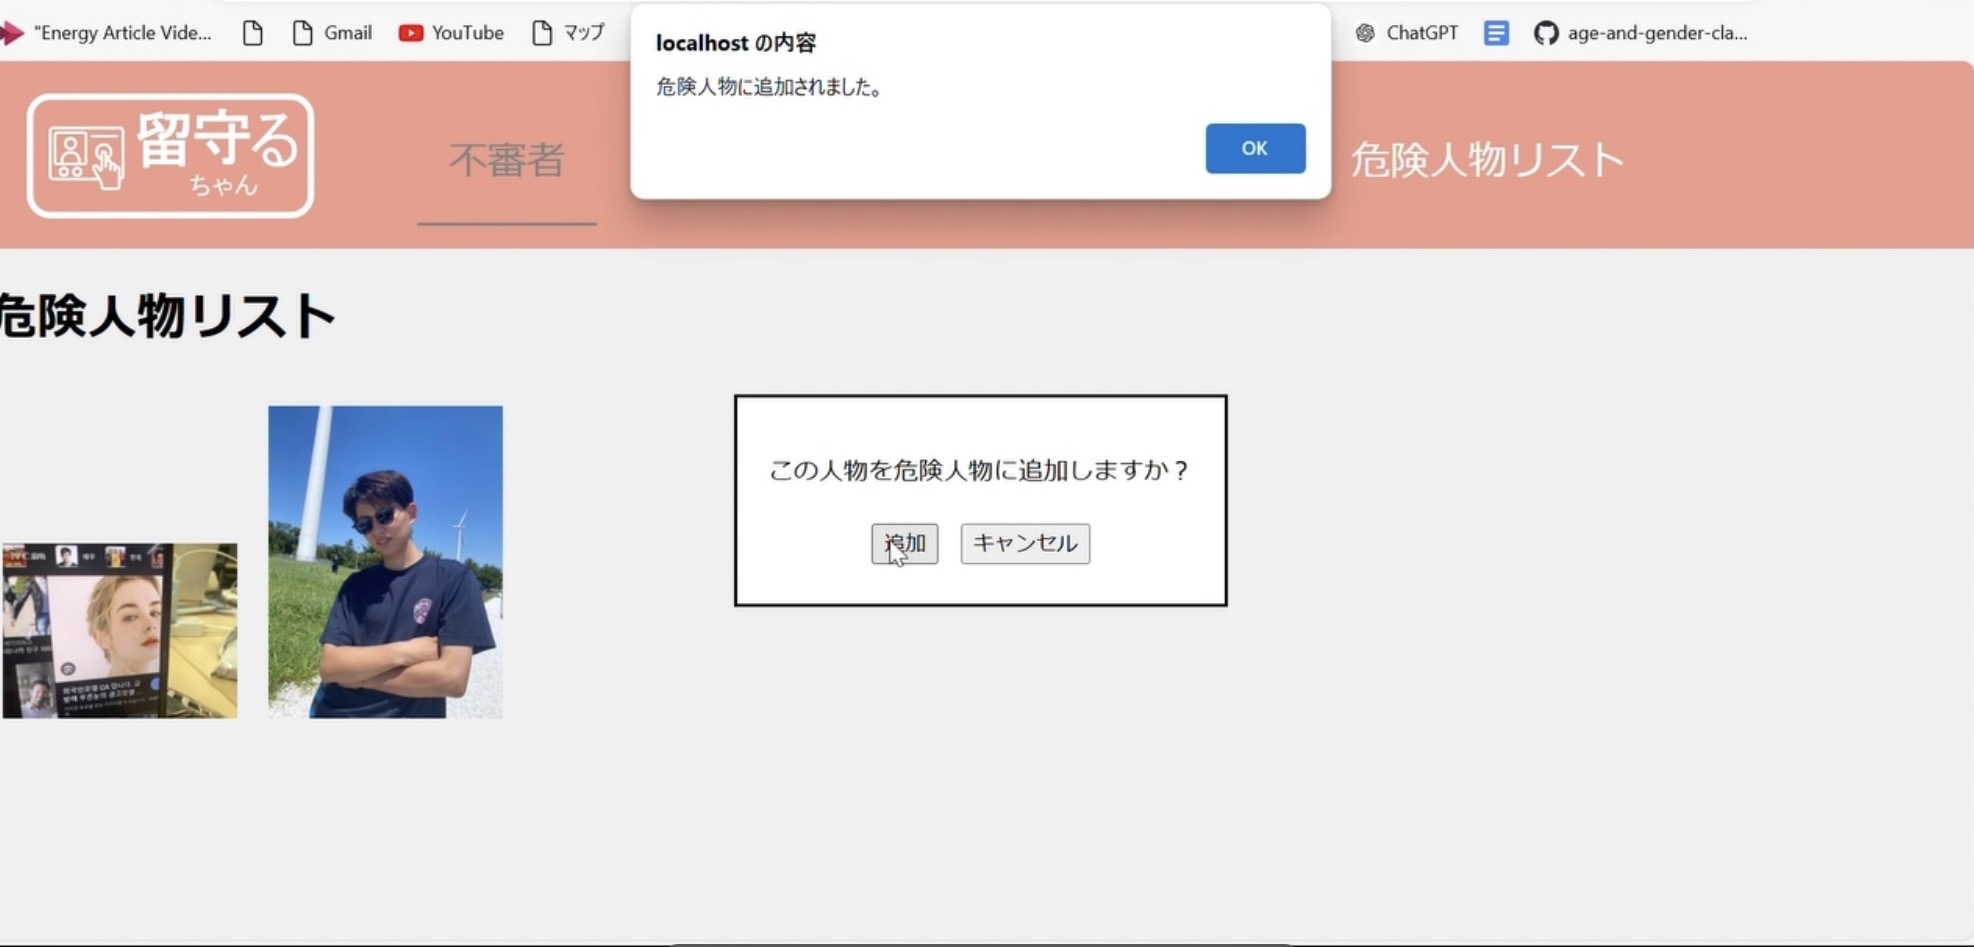 "Energy Article Vide...
Gmail
YouTube
マップ
localhost の内容
危険人物に追加されました。
OK
ChatGPT
age-and-gender-cla...
留守る
ちゃん
不審者
危険人物リスト
危険人物リスト
この人物を危険人物に追加しますか？
追加
キャンセル